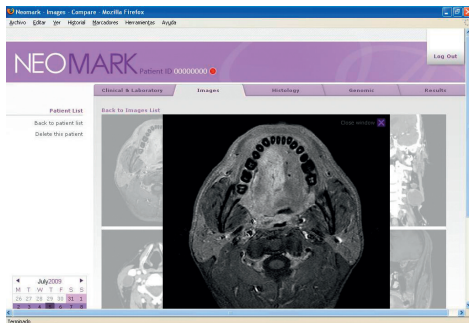 Neomark - Images - Compare - Mozilla Firefox
Archivo Editar Ver Historial Marcadores Herramientas Ayuda
NEOMARK Patient ID 00000000
Log Out
Clinical & Laboratory Images Histology Genomic Results
Patient List
Back to patient list
Delete this patient
Back to Images List
Close window X
July2009
M T W T F S S
26 27 28 29 30 31 1
2 3 4 5 6 7 8
Terminado